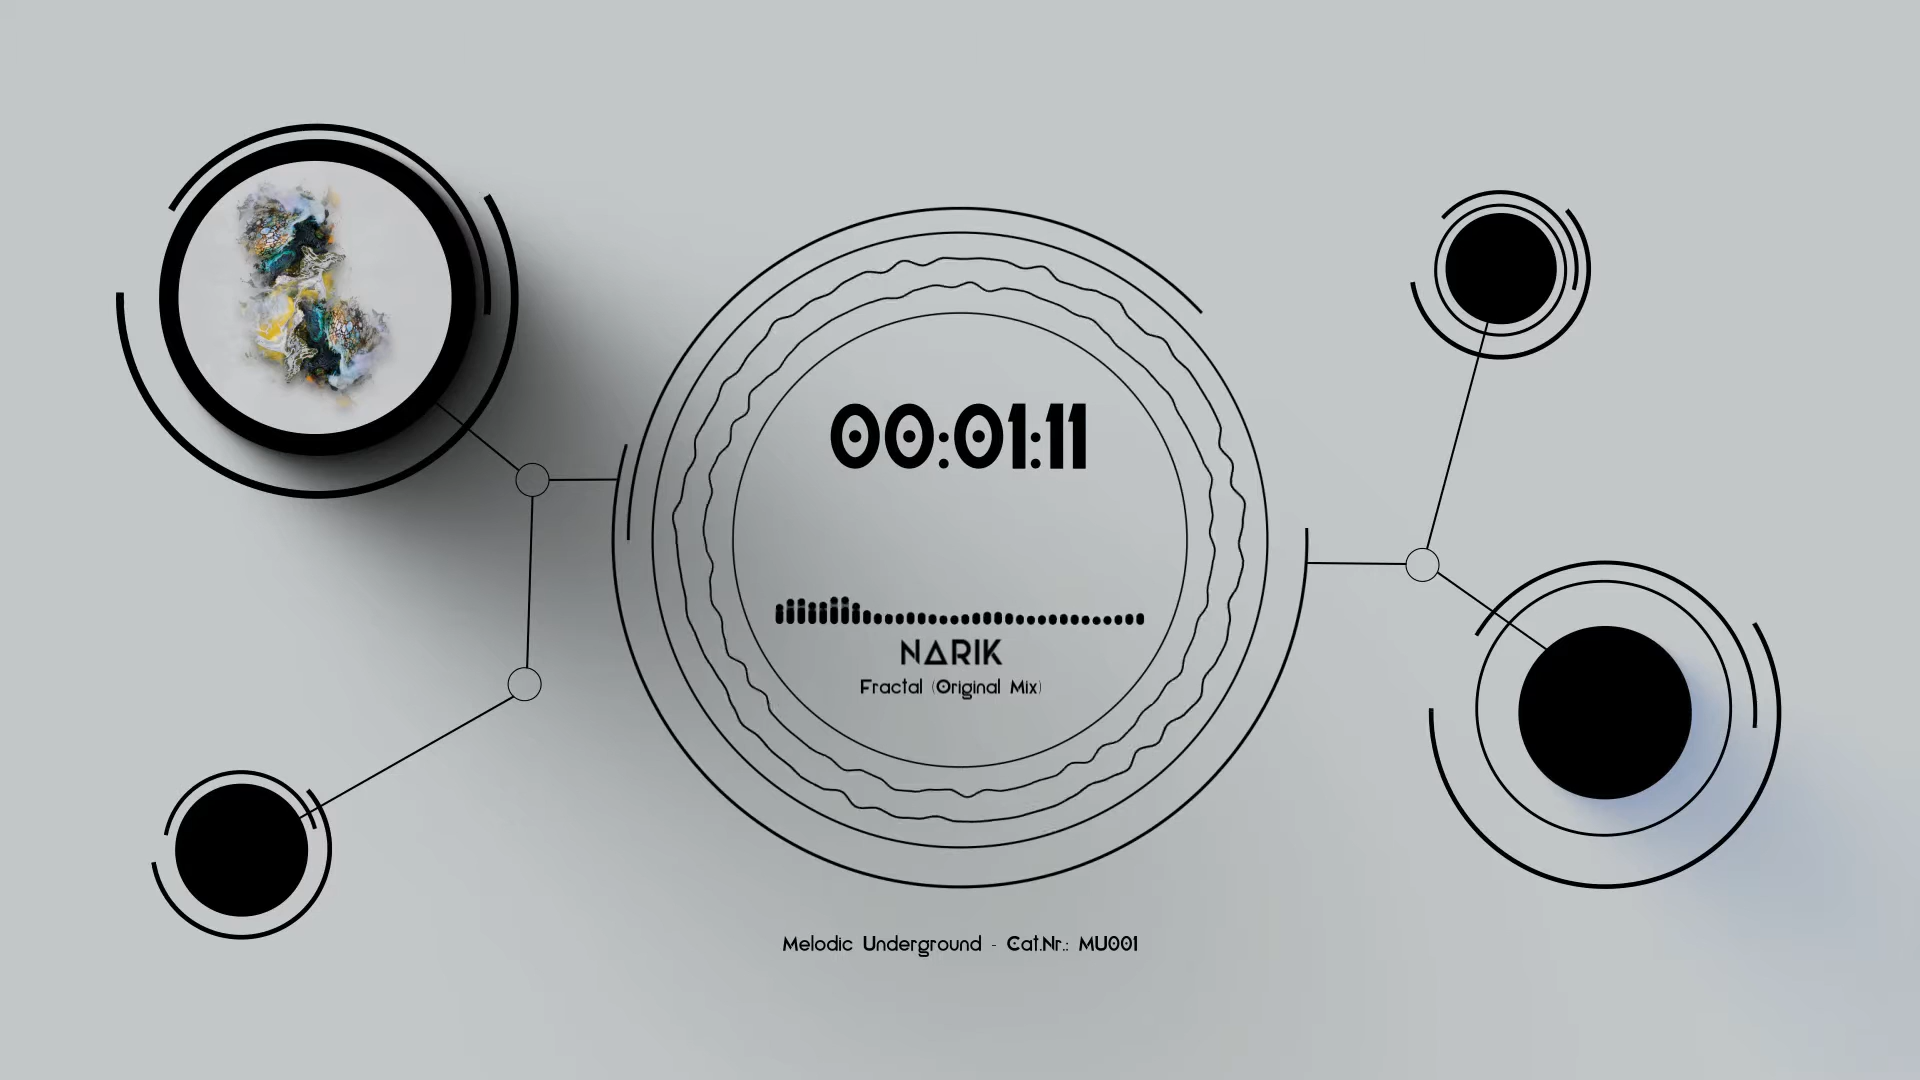 00:01:11
NARIK
Fractal (Original Mix)
Melodic Underground - Cat.Nr.: MU001